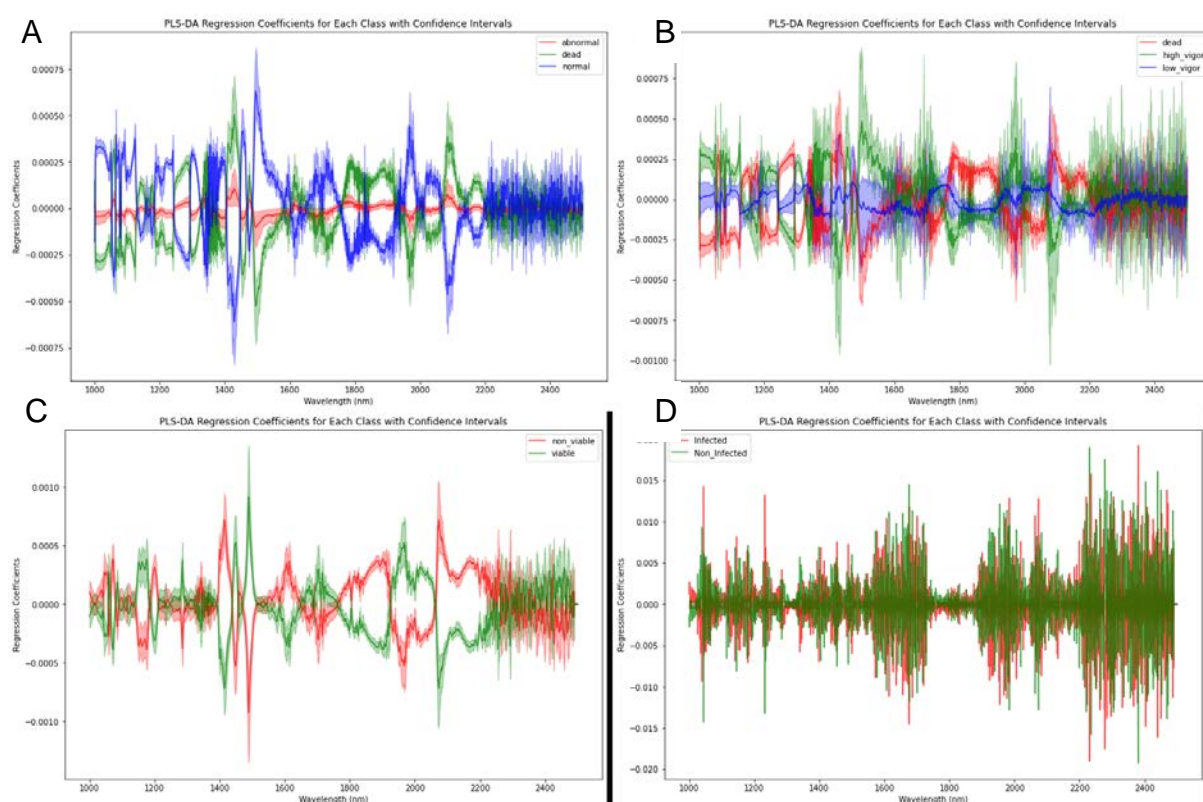 A
PLS-DA Regression Coefficients for Each Class with Confidence Intervals
abnormal
dead
normal
0.00075
0.00050
0.00025
0.00000
−0.00025
−0.00050
−0.00075
Regression Coefficients
1000 1200 1400 1600 1800 2000 2200 2400
Wavelength (nm)
B
PLS-DA Regression Coefficients for Each Class with Confidence Intervals
dead
high_vigor
low_vigor
0.00075
0.00050
0.00025
0.00000
−0.00025
−0.00050
−0.00075
−0.00100
Regression Coefficients
1000 1200 1400 1600 1800 2000 2200 2400
Wavelength (nm)
C
PLS-DA Regression Coefficients for Each Class with Confidence Intervals
non_viable
viable
0.0010
0.0005
0.0000
−0.0005
−0.0010
Regression Coefficients
1000 1200 1400 1600 1800 2000 2200 2400
Wavelength (nm)
D
PLS-DA Regression Coefficients for Each Class with Confidence Intervals
Infected
Non_Infected
0.015
0.010
0.005
0.000
−0.005
−0.010
−0.015
−0.020
Regression Coefficients
1000 1200 1400 1600 1800 2000 2200 2400
Wavelength (nm)